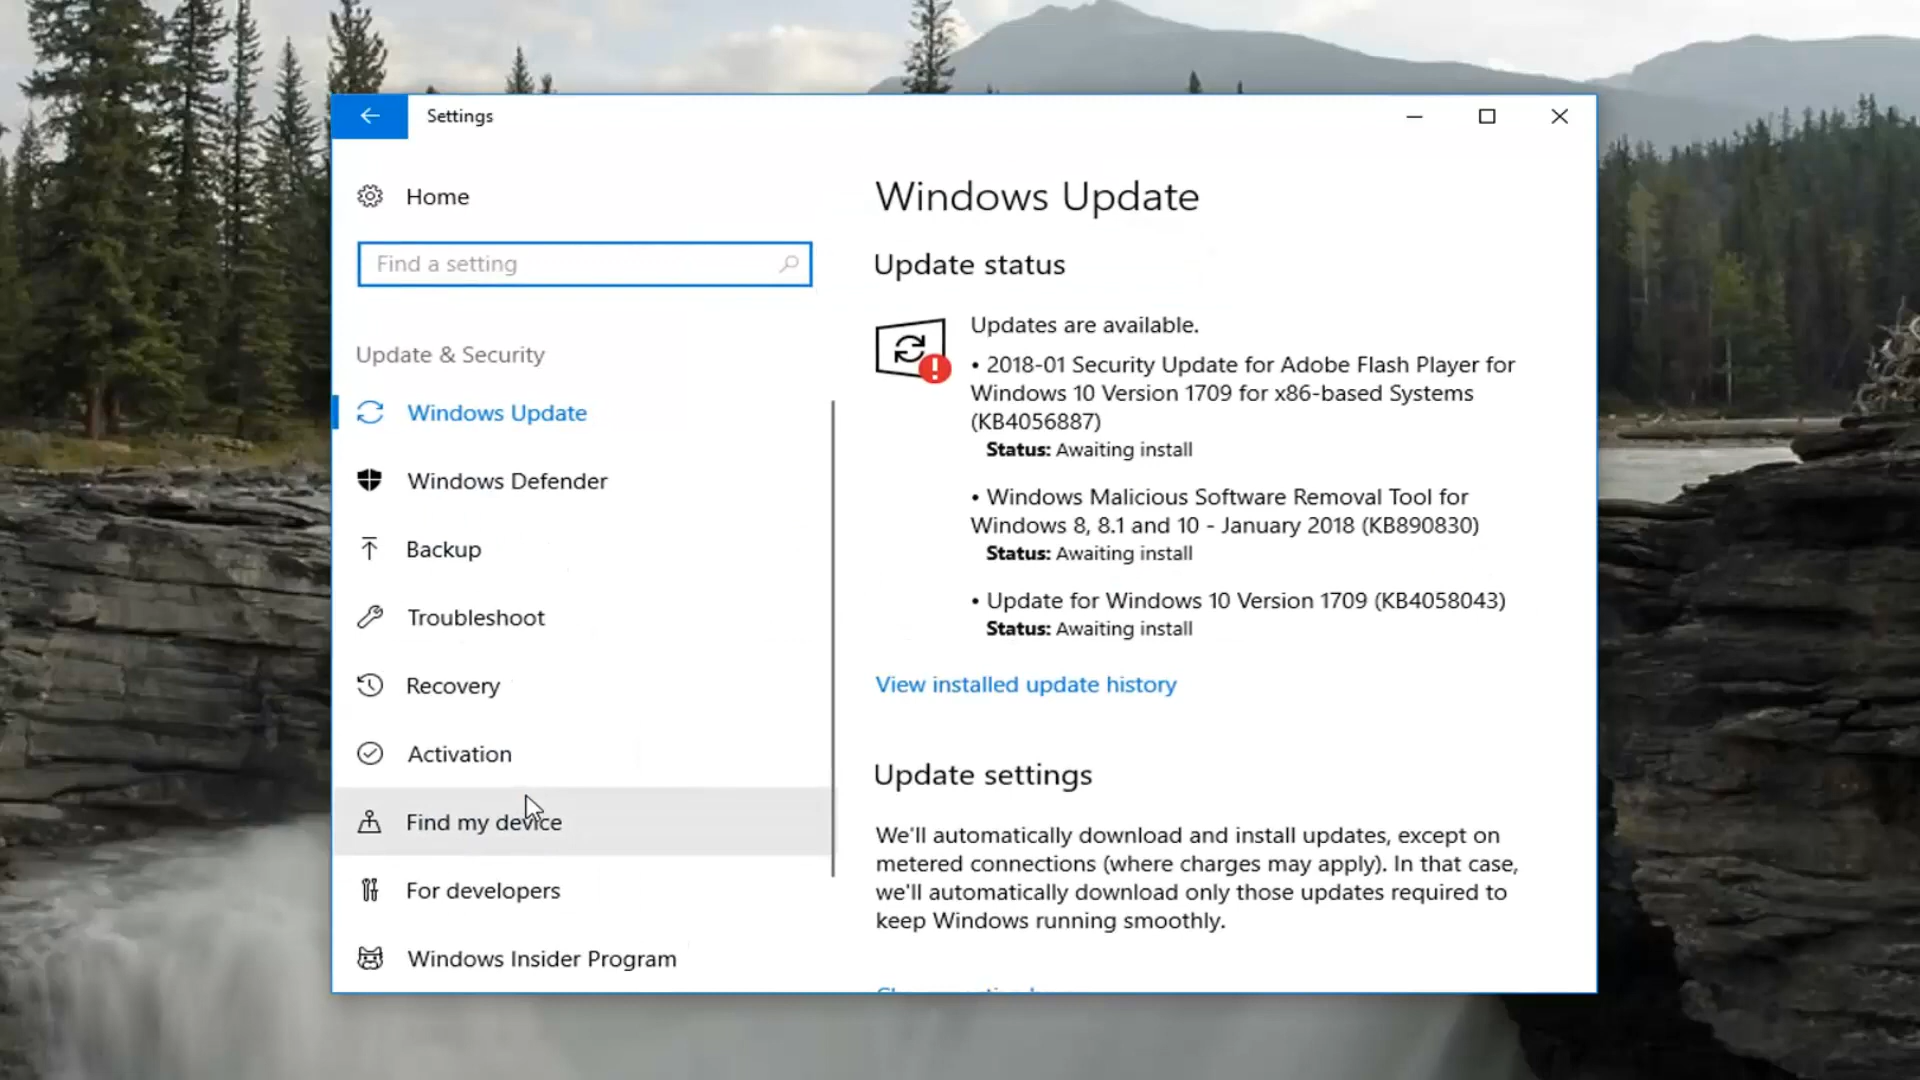 Settings
Home
Find a setting
Update & Security
Windows Update
Windows Defender
Backup
Troubleshoot
Recovery
Activation
Find my device
For developers
Windows Insider Program
Windows Update
Update status
Updates are available.
• 2018-01 Security Update for Adobe Flash Player for
Windows 10 Version 1709 for x86-based Systems
(KB4056887)
Status: Awaiting install
• Windows Malicious Software Removal Tool for
Windows 8, 8.1 and 10 - January 2018 (KB890830)
Status: Awaiting install
• Update for Windows 10 Version 1709 (KB4058043)
Status: Awaiting install
View installed update history
Update settings
We'll automatically download and install updates, except on
metered connections (where charges may apply). In that case,
we'll automatically download only those updates required to
keep Windows running smoothly.